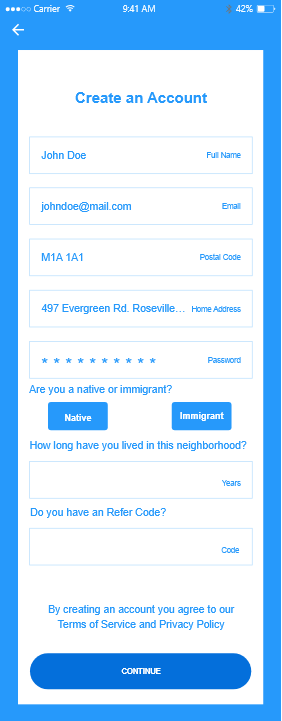 Carrier 9:41 AM 42%
Create an Account
John Doe Full Name
johndoe@mail.com Email
M1A 1A1 Postal Code
497 Evergreen Rd. Roseville... Home Address
* * * * * * * * * * Password
Are you a native or immigrant?
Native Immigrant
How long have you lived in this neighborhood?
Years
Do you have an Refer Code?
Code
By creating an account you agree to our
Terms of Service and Privacy Policy
CONTINUE